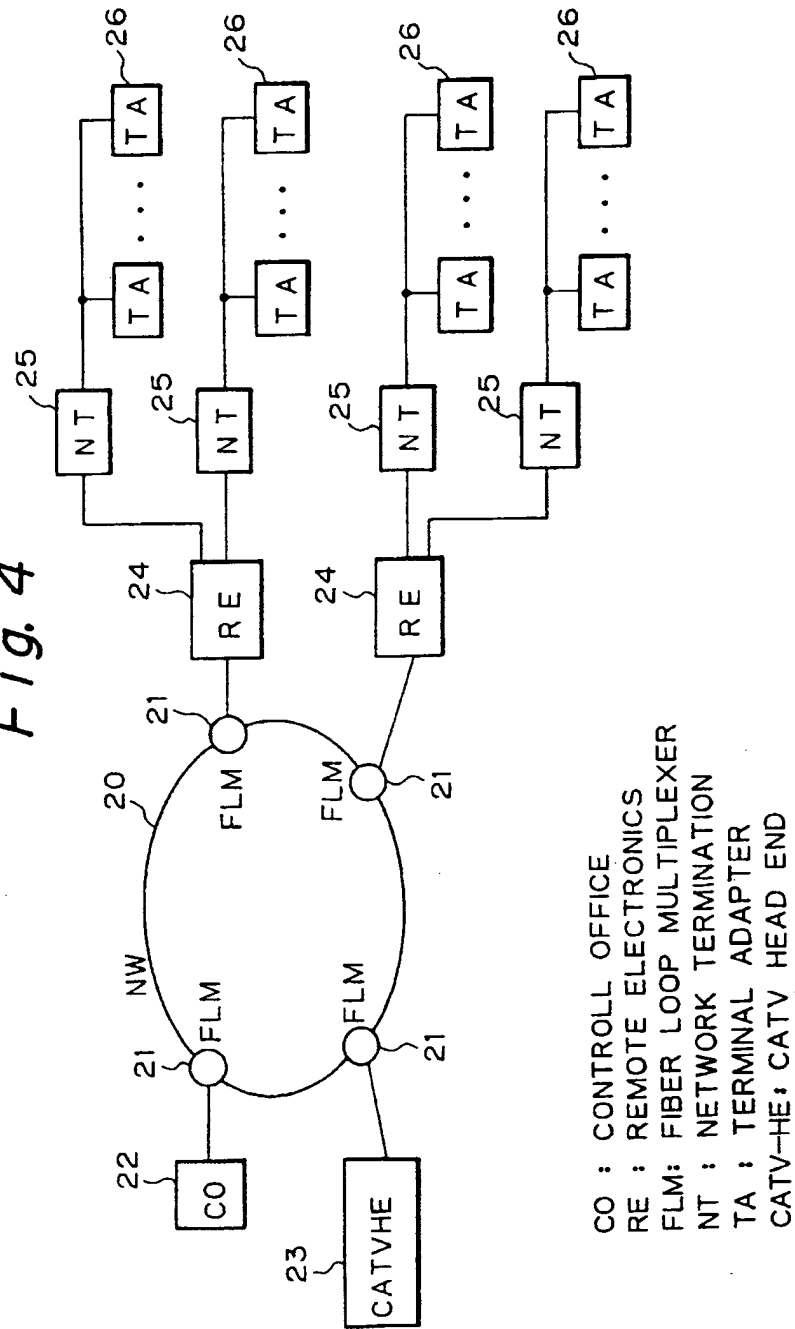 Fig. 4
NW
20
21
FLM
21
FLM
FLM
21
FLM
21
22
CO
23
CATVHE
24
RE
24
RE
25
NT
25
NT
25
NT
25
NT
TA
....
TA
26
TA
...
TA
26
TA
....
TA
26
TA
...
TA
26
CO : CONTROLL OFFICE
RE : REMOTE ELECTRONICS
FLM: FIBER LOOP MULTIPLEXER
NT : NETWORK TERMINATION
TA : TERMINAL ADAPTER
CATV-HE: CATV HEAD END